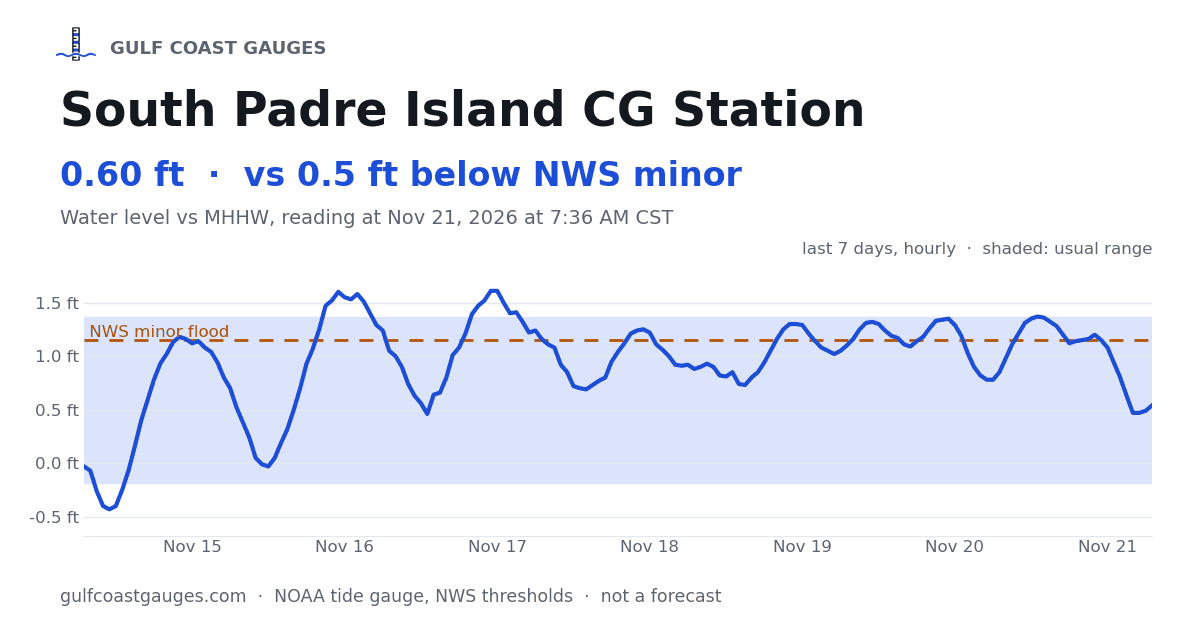 GULF COAST GAUGES
South Padre Island CG Station
0.60 ft · vs 0.5 ft below NWS minor
Water level vs MHHW, reading at Nov 21, 2026 at 7:36 AM CST
last 7 days, hourly · shaded: usual range
1.5 ft
NWS minor flood
1.0 ft
0.5 ft
0.0 ft
-0.5 ft
Nov 15 Nov 16 Nov 17 Nov 18 Nov 19 Nov 20 Nov 21
gulfcoastgauges.com · NOAA tide gauge, NWS thresholds · not a forecast